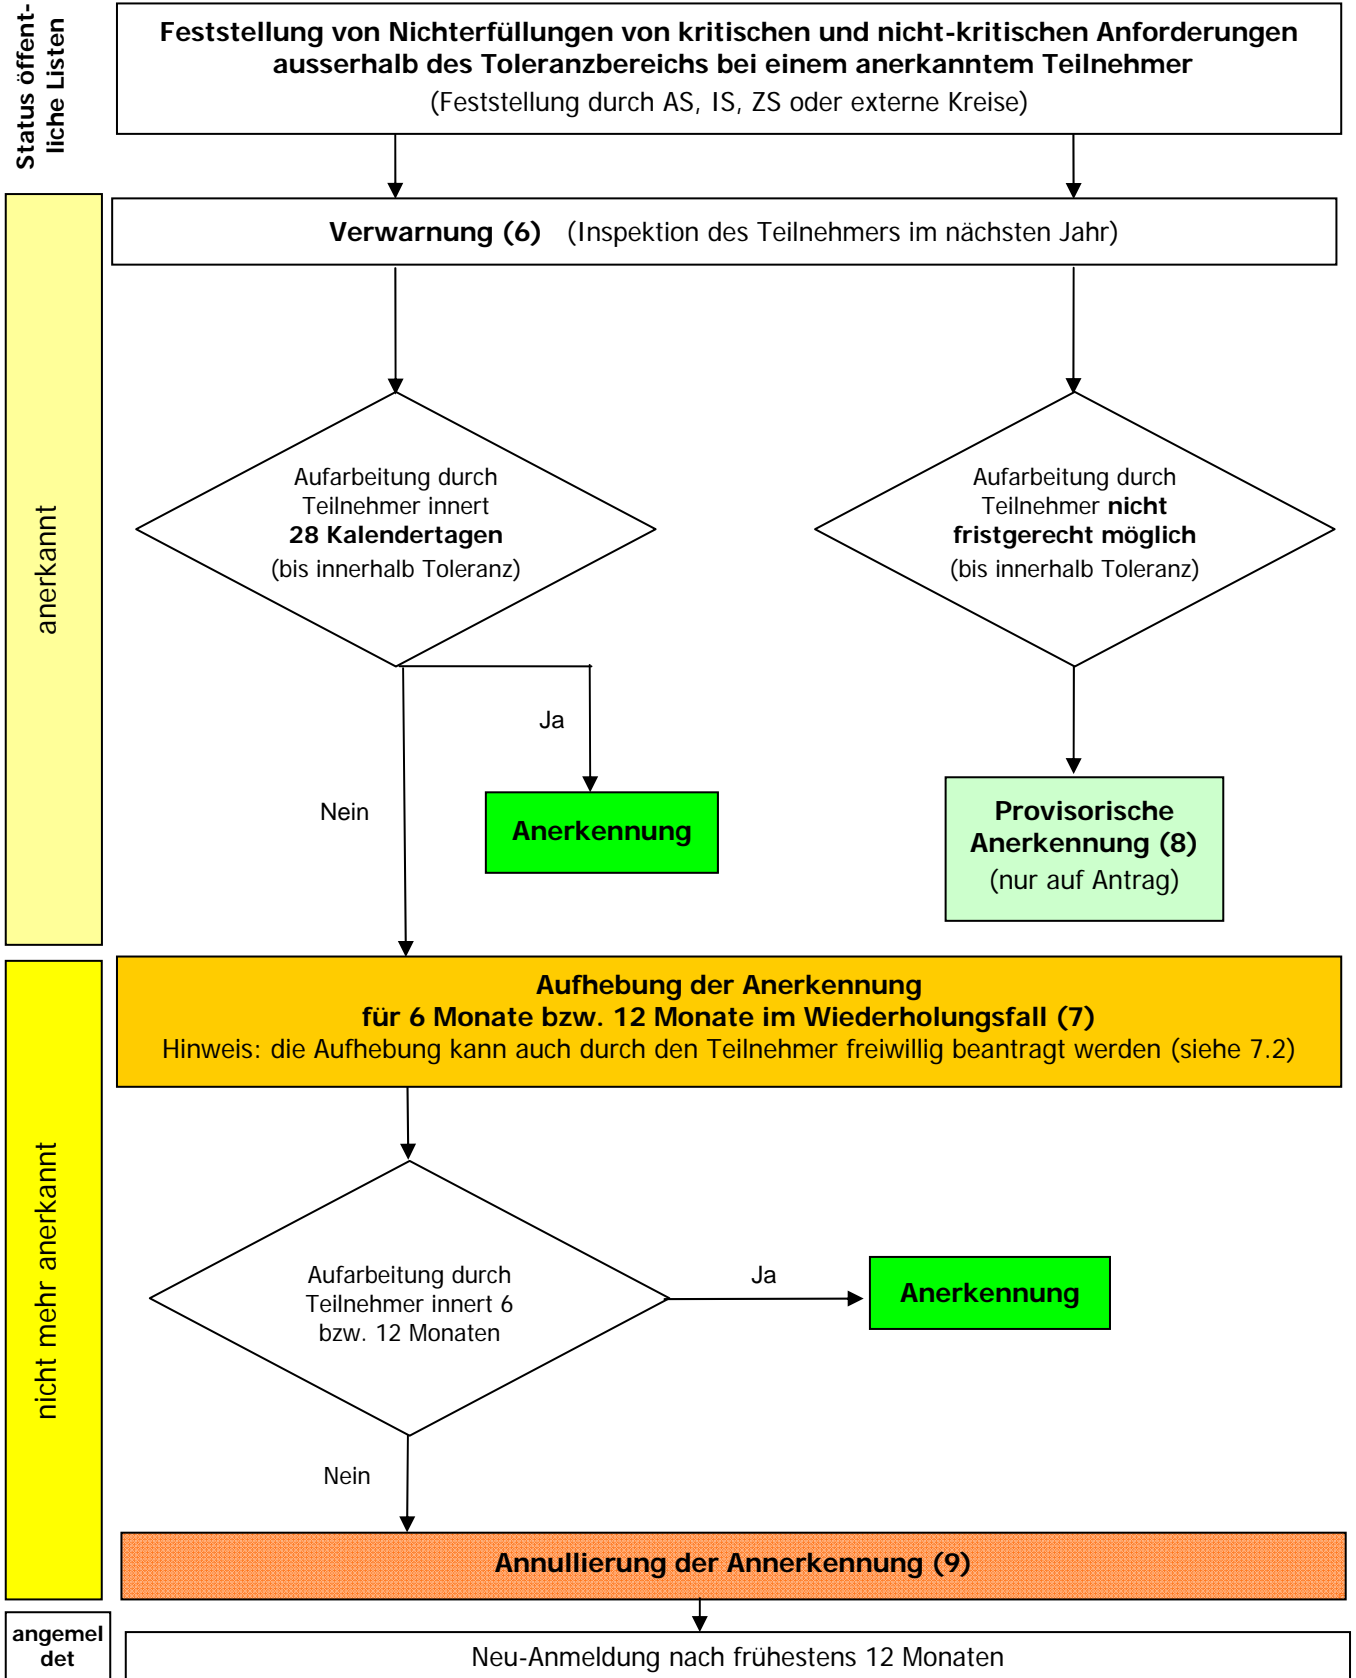 Status öffent-
liche Listen
Feststellung von Nichterfüllungen von kritischen und nicht-kritischen Anforderungen
ausserhalb des Toleranzbereichs bei einem anerkanntem Teilnehmer
(Feststellung durch AS, IS, ZS oder externe Kreise)
anerkannt
Verwarnung (6) (Inspektion des Teilnehmers im nächsten Jahr)
Aufarbeitung durch
Teilnehmer innert
28 Kalendertagen
(bis innerhalb Toleranz)
Aufarbeitung durch
Teilnehmer nicht
fristgerecht möglich
(bis innerhalb Toleranz)
Ja
Nein
Anerkennung
Provisorische
Anerkennung (8)
(nur auf Antrag)
nicht mehr anerkannt
Aufhebung der Anerkennung
für 6 Monate bzw. 12 Monate im Wiederholungsfall (7)
Hinweis: die Aufhebung kann auch durch den Teilnehmer freiwillig beantragt werden (siehe 7.2)
Aufarbeitung durch
Teilnehmer innert 6
bzw. 12 Monaten
Ja
Anerkennung
Nein
Annullierung der Annerkennung (9)
angemel
det
Neu-Anmeldung nach frühestens 12 Monaten